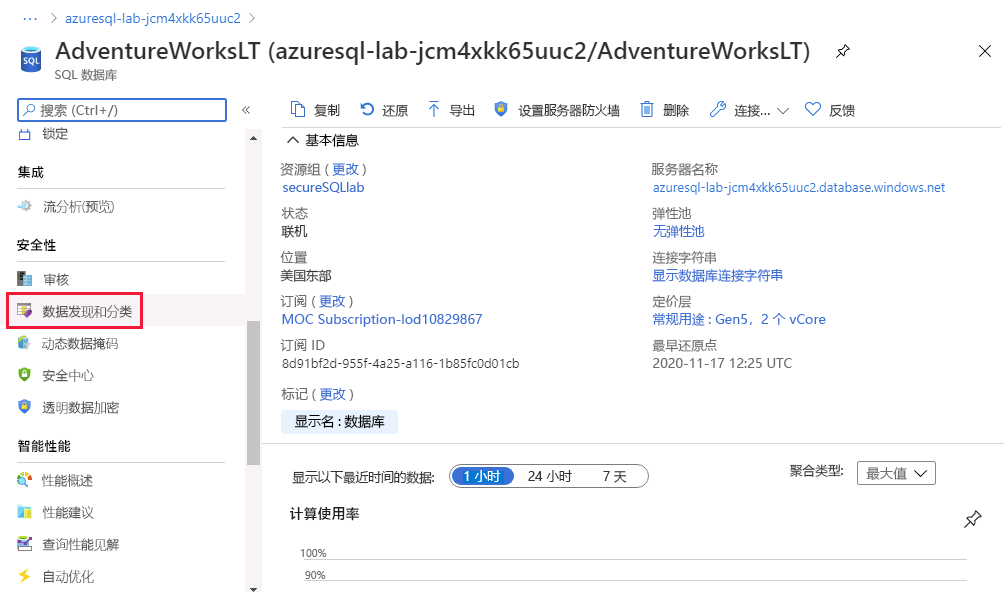 … > azuresql-lab-jcm4xkk65uuc2 >
AdventureWorksLT (azuresql-lab-jcm4xkk65uuc2/AdventureWorksLT)
SQL
SQL 数据库
搜索 (Ctrl+/)
«
复制
还原
导出
设置服务器防火墙
删除
连接...
反馈
锁定
集成
流分析(预览)
安全性
审核
数据发现和分类
动态数据掩码
安全中心
透明数据加密
智能性能
性能概述
性能建议
查询性能见解
自动优化
基本信息
资源组 ( 更改 )
secureSQLlab
状态
联机
位置
美国东部
订阅 ( 更改 )
MOC Subscription-lod10829867
订阅 ID
8d91bf2d-955f-4a25-a116-1b85fc0d01cb
标记 ( 更改 )
显示名 : 数据库
服务器名称
azuresql-lab-jcm4xkk65uuc2.database.windows.net
弹性池
无弹性池
连接字符串
显示数据库连接字符串
定价层
常规用途 : Gen5，2 个 vCore
最早还原点
2020-11-17 12:25 UTC
显示以下最近时间的数据:
1 小时
24 小时
7 天
聚合类型:
最大值
计算使用率
100%
90%